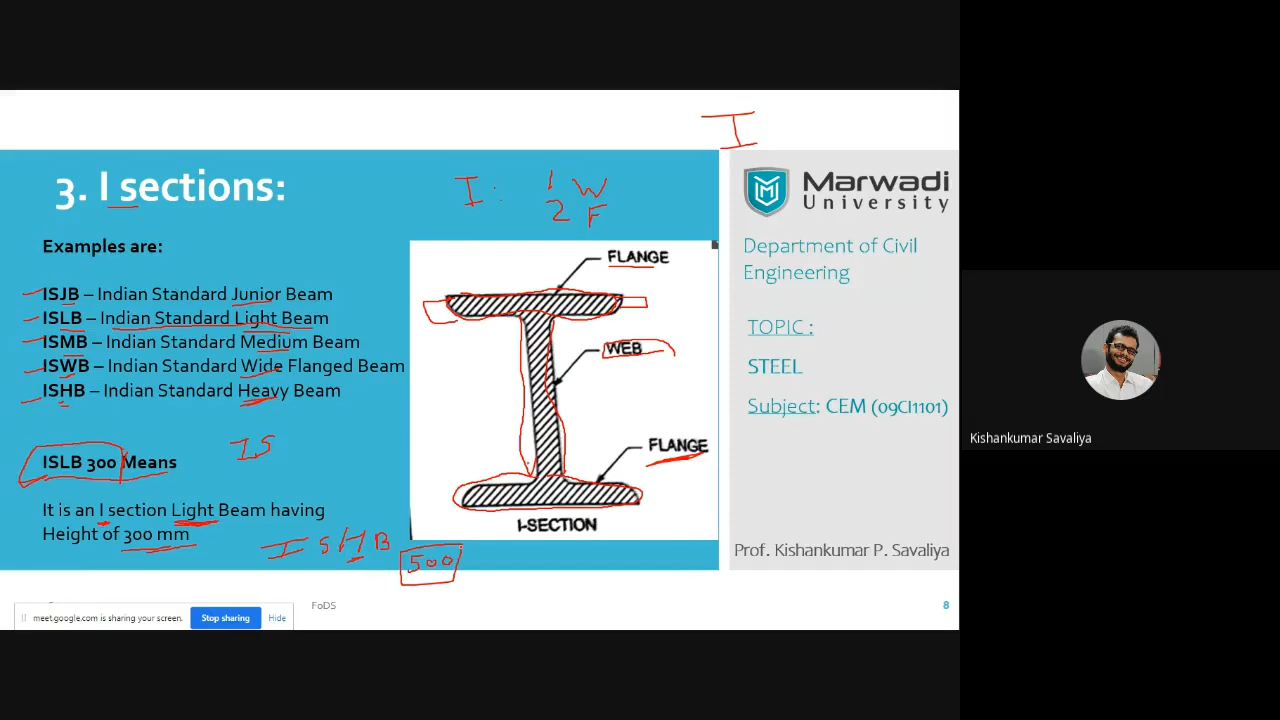 I
3. I sections:
I : 1 W
2 F
Examples are:
ISJB – Indian Standard Junior Beam
ISLB – Indian Standard Light Beam
ISMB – Indian Standard Medium Beam
ISWB – Indian Standard Wide Flanged Beam
ISHB – Indian Standard Heavy Beam
IS
ISLB 300 Means
It is an I section Light Beam having
Height of 300 mm
ISHB 500
FLANGE
WEB
FLANGE
I-SECTION
Marwadi
University
Department of Civil
Engineering
TOPIC :
STEEL
Subject: CEM (09CI1101)
Prof. Kishankumar P. Savaliya
FoDS
8
meet.google.com is sharing your screen.
Stop sharing
Hide
Kishankumar Savaliya